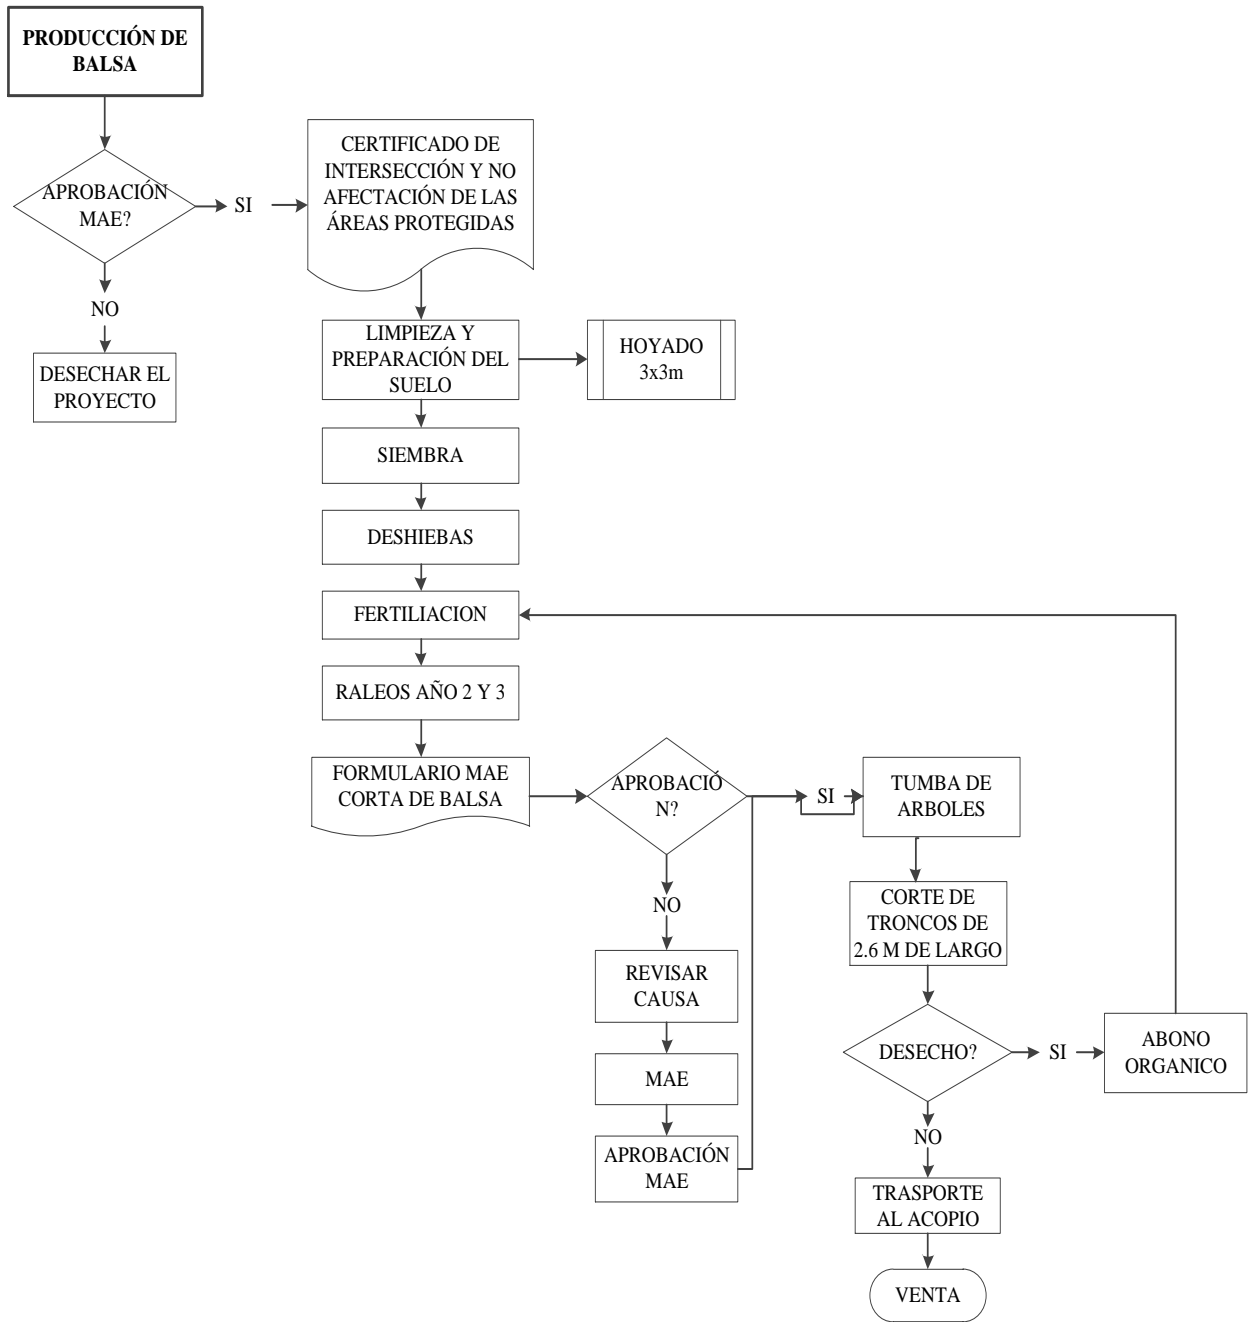 PRODUCCIÓN DE
BALSA
APROBACIÓN
MAE?
SI
CERTIFICADO DE
INTERSECCIÓN Y NO
AFECTACIÓN DE LAS
ÁREAS PROTEGIDAS
NO
DESECHAR EL
PROYECTO
LIMPIEZA Y
PREPARACIÓN DEL
SUELO
HOYADO
3x3m
SIEMBRA
DESHIEBAS
FERTILIACION
RALEOS AÑO 2 Y 3
FORMULARIO MAE
CORTA DE BALSA
APROBACIÓ
N?
SI
TUMBA DE
ARBOLES
NO
REVISAR
CAUSA
MAE
APROBACIÓN
MAE
CORTE DE
TRONCOS DE
2.6 M DE LARGO
DESECHO?
SI
ABONO
ORGANICO
NO
TRASPORTE
AL ACOPIO
VENTA